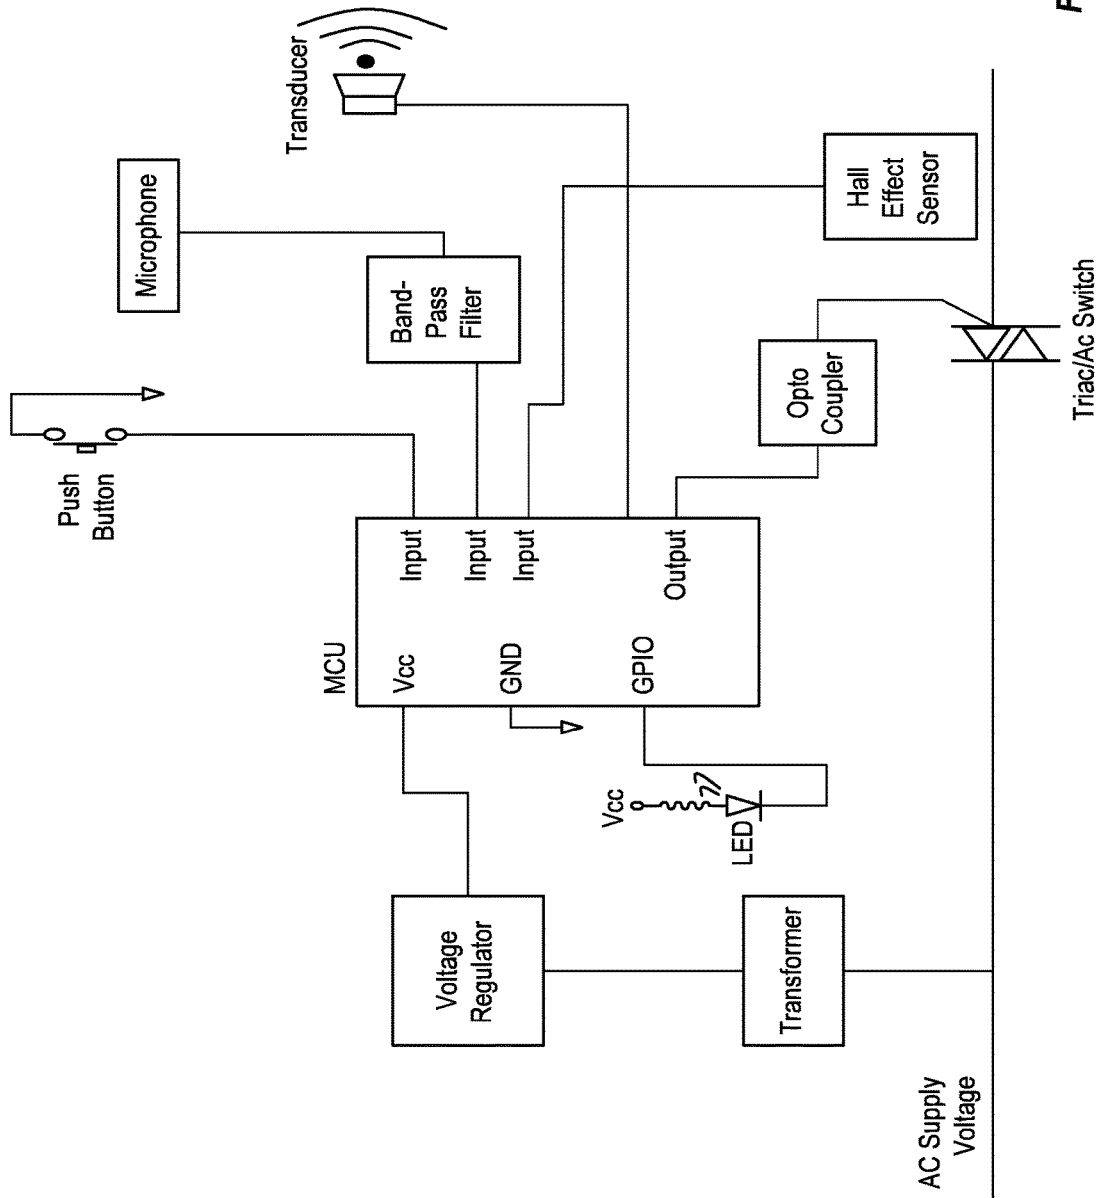 Transducer
Microphone
Hall
Effect
Sensor
Band-
Pass
Filter
Triac/Ac Switch
Opto
Coupler
Push
Button
MCU
Input
Input
Input
Output
Vcc
GND
GPIO
Vcc
LED
Voltage
Regulator
Transformer
AC Supply
Voltage